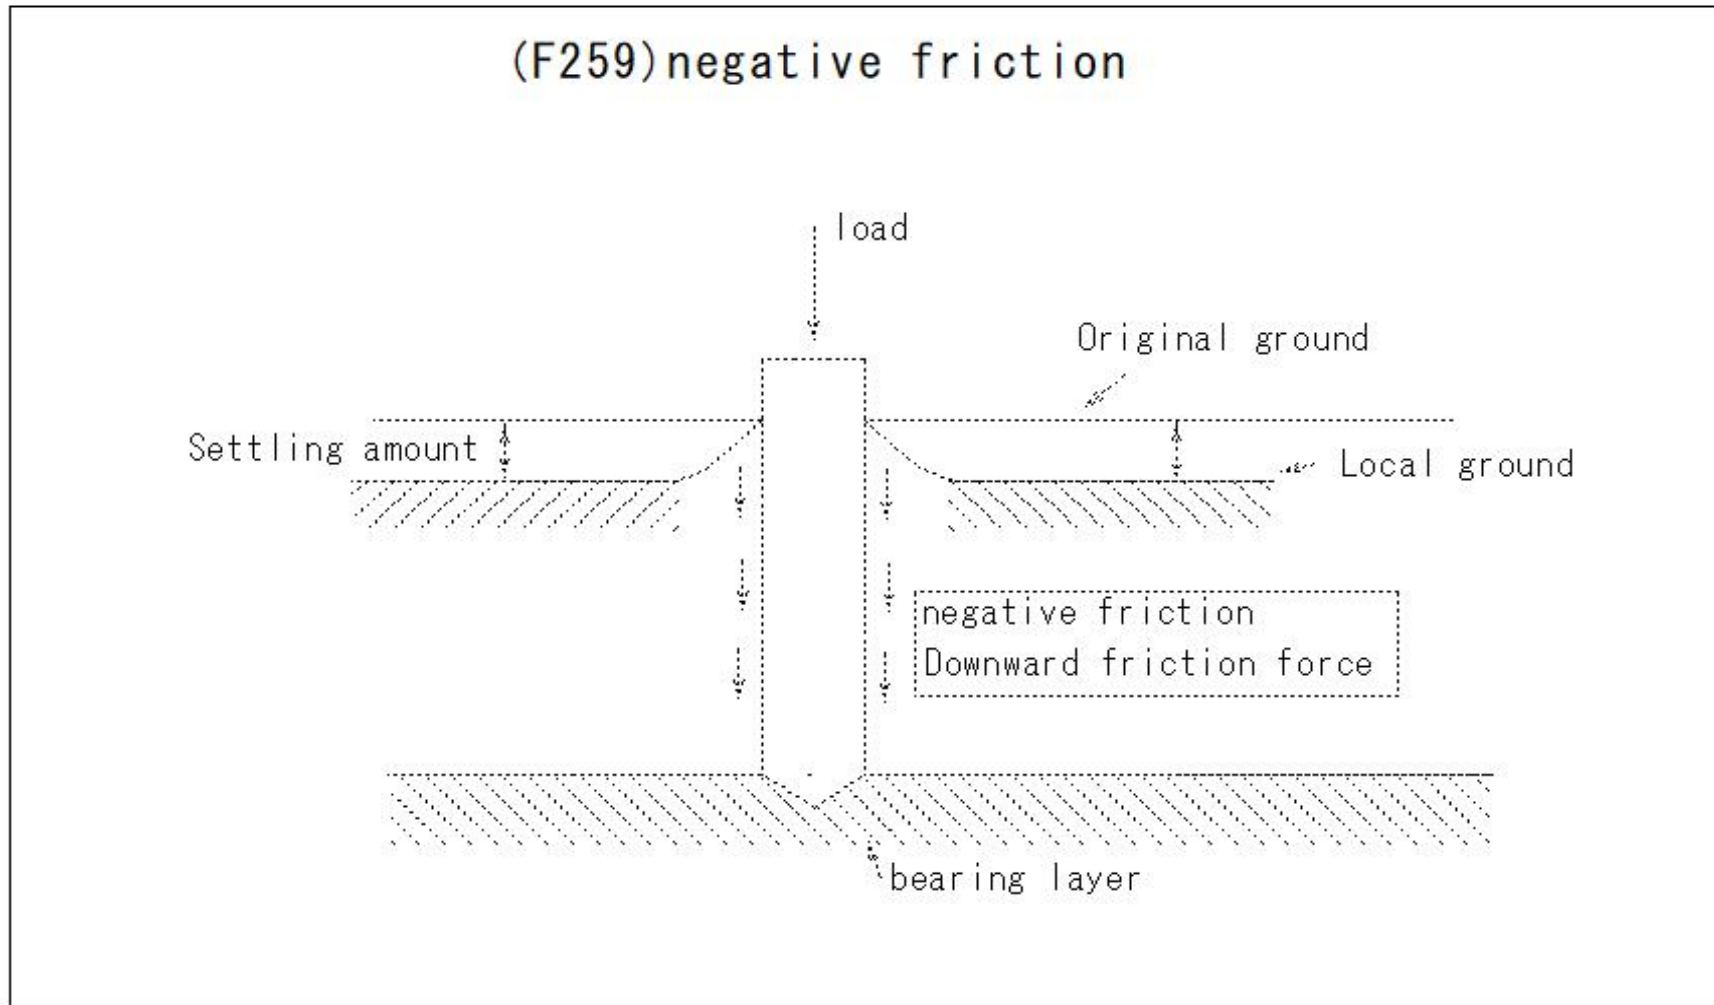 (F259)negative friction
load
Original ground
Settling amount
Local ground
negative friction
Downward friction force
bearing layer